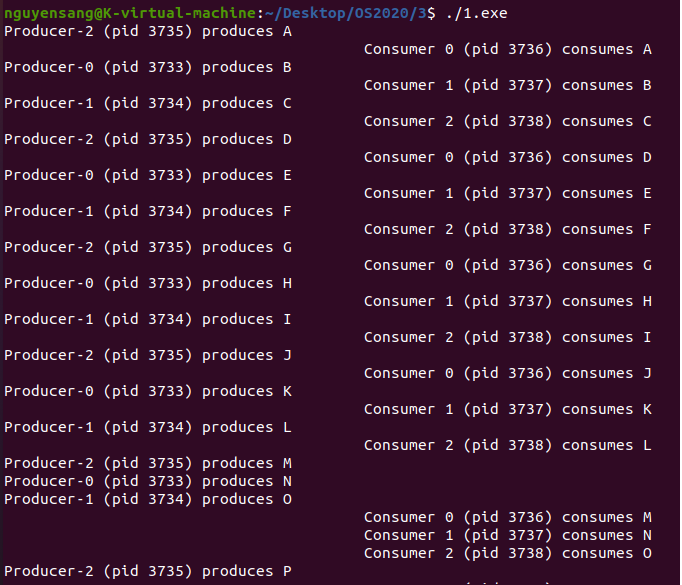 nguyensang@K-virtual-machine:~/Desktop/OS2020/3$ ./1.exe
Producer-2 (pid 3735) produces A
Consumer 0 (pid 3736) consumes A
Producer-0 (pid 3733) produces B
Consumer 1 (pid 3737) consumes B
Producer-1 (pid 3734) produces C
Consumer 2 (pid 3738) consumes C
Producer-2 (pid 3735) produces D
Consumer 0 (pid 3736) consumes D
Producer-0 (pid 3733) produces E
Consumer 1 (pid 3737) consumes E
Producer-1 (pid 3734) produces F
Consumer 2 (pid 3738) consumes F
Producer-2 (pid 3735) produces G
Consumer 0 (pid 3736) consumes G
Producer-0 (pid 3733) produces H
Consumer 1 (pid 3737) consumes H
Producer-1 (pid 3734) produces I
Consumer 2 (pid 3738) consumes I
Producer-2 (pid 3735) produces J
Consumer 0 (pid 3736) consumes J
Producer-0 (pid 3733) produces K
Consumer 1 (pid 3737) consumes K
Producer-1 (pid 3734) produces L
Consumer 2 (pid 3738) consumes L
Producer-2 (pid 3735) produces M
Producer-0 (pid 3733) produces N
Producer-1 (pid 3734) produces O
Consumer 0 (pid 3736) consumes M
Consumer 1 (pid 3737) consumes N
Consumer 2 (pid 3738) consumes O
Producer-2 (pid 3735) produces P